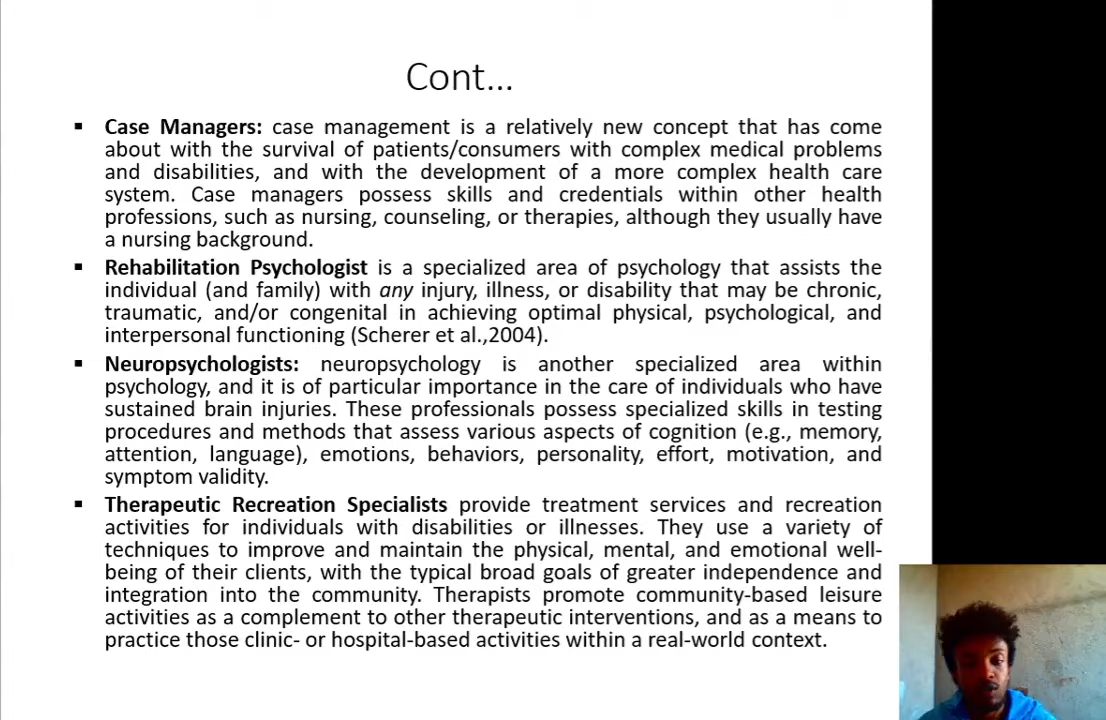 Cont...
▪ Case Managers: case management is a relatively new concept that has come
about with the survival of patients/consumers with complex medical problems
and disabilities, and with the development of a more complex health care
system. Case managers possess skills and credentials within other health
professions, such as nursing, counseling, or therapies, although they usually have
a nursing background.
▪ Rehabilitation Psychologist is a specialized area of psychology that assists the
individual (and family) with any injury, illness, or disability that may be chronic,
traumatic, and/or congenital in achieving optimal physical, psychological, and
interpersonal functioning (Scherer et al.,2004).
▪ Neuropsychologists: neuropsychology is another specialized area within
psychology, and it is of particular importance in the care of individuals who have
sustained brain injuries. These professionals possess specialized skills in testing
procedures and methods that assess various aspects of cognition (e.g., memory,
attention, language), emotions, behaviors, personality, effort, motivation, and
symptom validity.
▪ Therapeutic Recreation Specialists provide treatment services and recreation
activities for individuals with disabilities or illnesses. They use a variety of
techniques to improve and maintain the physical, mental, and emotional well-
being of their clients, with the typical broad goals of greater independence and
integration into the community. Therapists promote community-based leisure
activities as a complement to other therapeutic interventions, and as a means to
practice those clinic- or hospital-based activities within a real-world context.